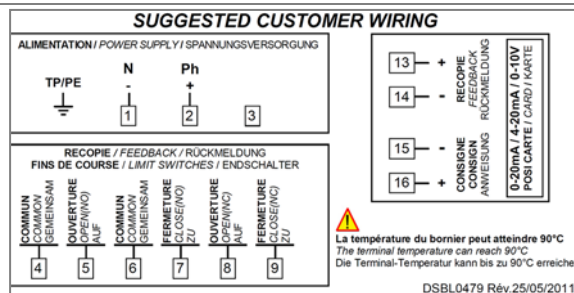 SUGGESTED CUSTOMER WIRING
ALIMENTATION / POWER SUPPLY / SPANNUNGSVERSORGUNG
TP/PE
N
-
1
Ph
+
2
3
RECOPIE / FEEDBACK / RÜCKMELDUNG
FINS DE COURSE / LIMIT SWITCHES / ENDSCHALTER
COMMUN
COMMON
GEMEINSAM
4
OUVERTURE
OPEN(NO)
AUF
5
COMMUN
COMMON
GEMEINSAM
6
FERMETURE
CLOSE(NO)
ZU
7
OUVERTURE
OPEN(NC)
AUF
8
FERMETURE
CLOSE(NC)
ZU
9
13 +
14 -
RECOPIE
FEEDBACK
RÜCKMELDUNG
15 -
16 +
CONSIGNE
CONSIGN
ANWEISUNG
0-20mA / 4-20mA / 0-10V
POSI CARTE / CARD / KARTE
La température du bornier peut atteindre 90°C
The terminal temperature can reach 90°C
Die Terminal-Temperatur kann bis zu 90°C erreiche
DSBL0479 Rév.25/05/2011